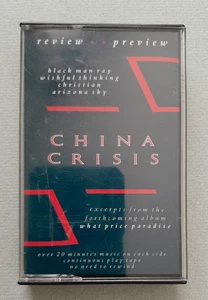 review
preview
black man ray
wishful thinking
christian
arizona sky
CHINA
CRISIS
excerpts from the
forthcoming album
what price paradise
over 20 minutes music on each side
continuous play tape
no need to rewind